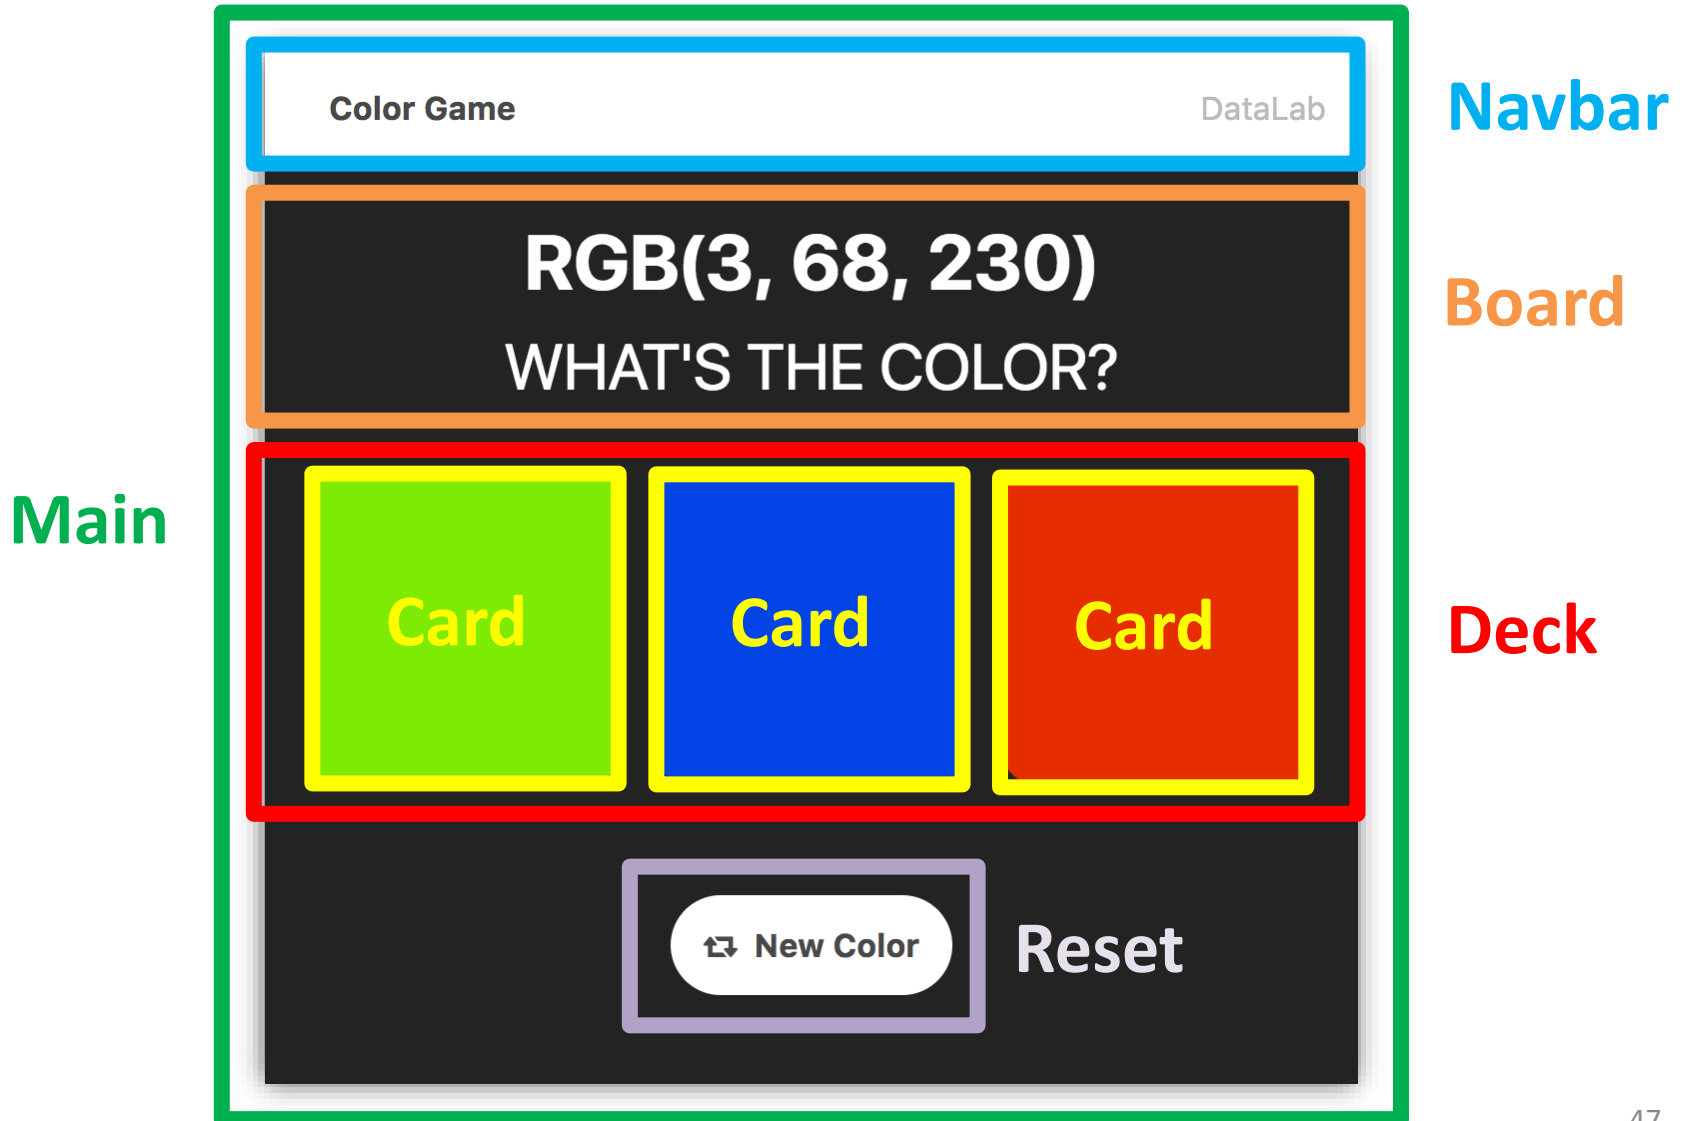 Color Game
DataLab
Navbar
RGB(3, 68, 230)
WHAT'S THE COLOR?
Board
Main
Card
Card
Card
Deck
New Color
Reset
47